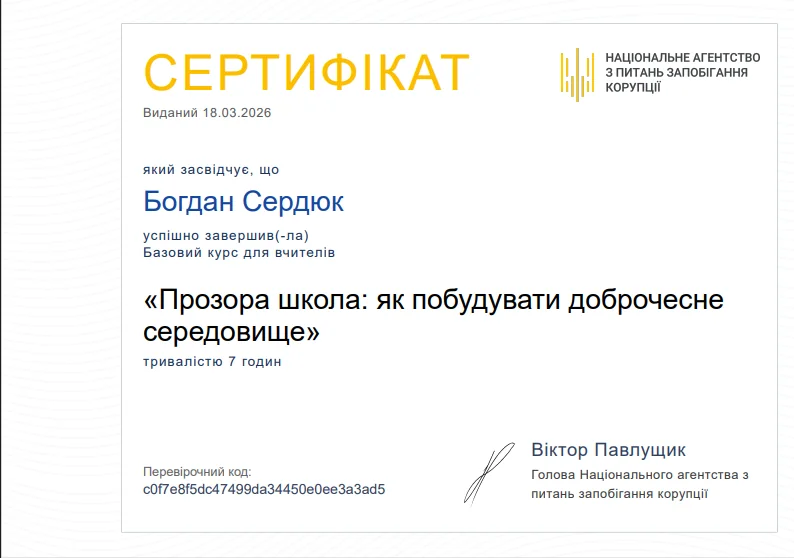 СЕРТИФІКАТ
НАЦІОНАЛЬНЕ АГЕНТСТВО
З ПИТАНЬ ЗАПОБІГАННЯ
КОРУПЦІЇ
Виданий 18.03.2026
який засвідчує, що
Богдан Сердюк
успішно завершив(-ла)
Базовий курс для вчителів
«Прозора школа: як побудувати доброчесне
середовище»
тривалістю 7 годин
Віктор Павлущик
Голова Національного агентства з
питань запобігання корупції
Перевірочний код:
c0f7e8f5dc47499da34450e0ee3a3ad5